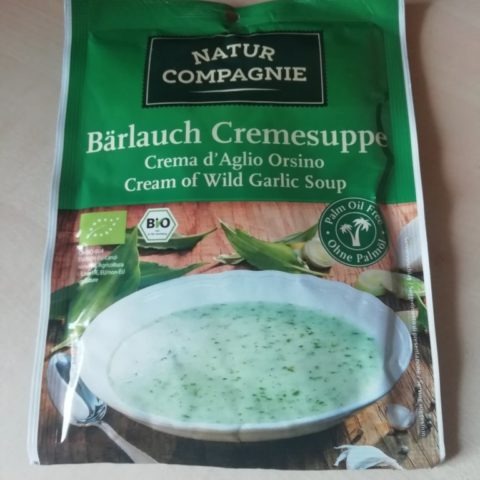 NATUR
COMPAGNIE
Bärlauch Cremesuppe
Crema d'Aglio Orsino
Cream of Wild Garlic Soup
BIO
Palm Oil Free
Ohne Palmöl